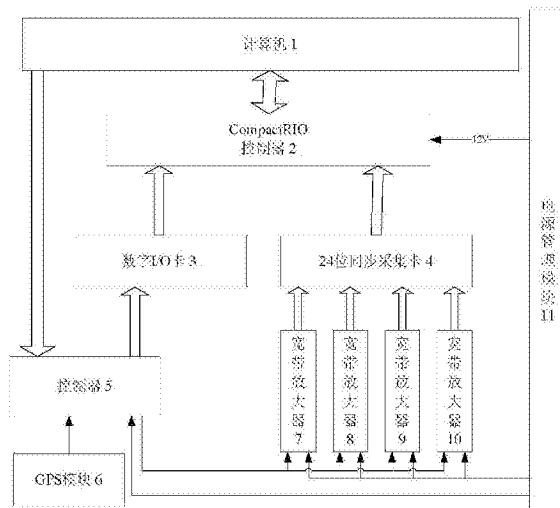 计算机 1
CompactRIO
控制器 2
12V
数字I/O卡 3
24位同步采集卡 4
宽带放大器 7
宽带放大器 8
宽带放大器 9
宽带放大器 10
电源管理模块 11
控制器 5
GPS模块 6